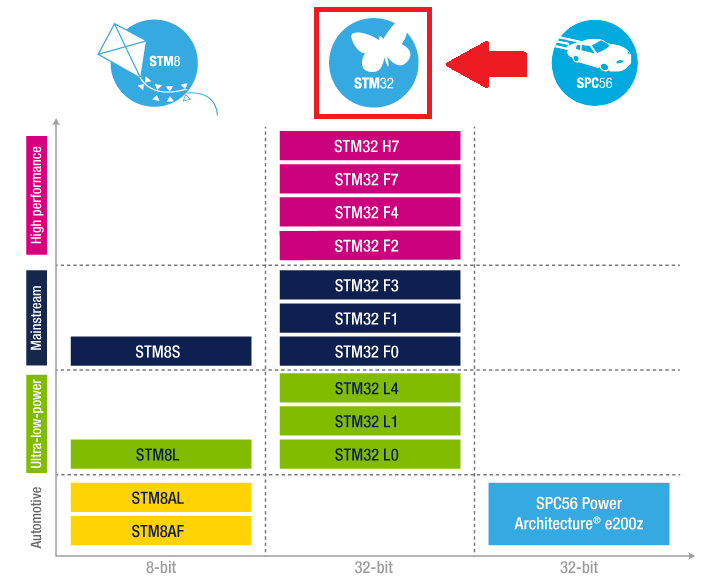 STM8
STM32
SPC56
High performance
STM32 H7
STM32 F7
STM32 F4
STM32 F2
Mainstream
STM32 F3
STM32 F1
STM8S
STM32 F0
Ultra-low-power
STM32 L4
STM32 L1
STM8L
STM32 L0
Automotive
STM8AL
STM8AF
SPC56 Power
Architecture® e200z
8-bit
32-bit
32-bit